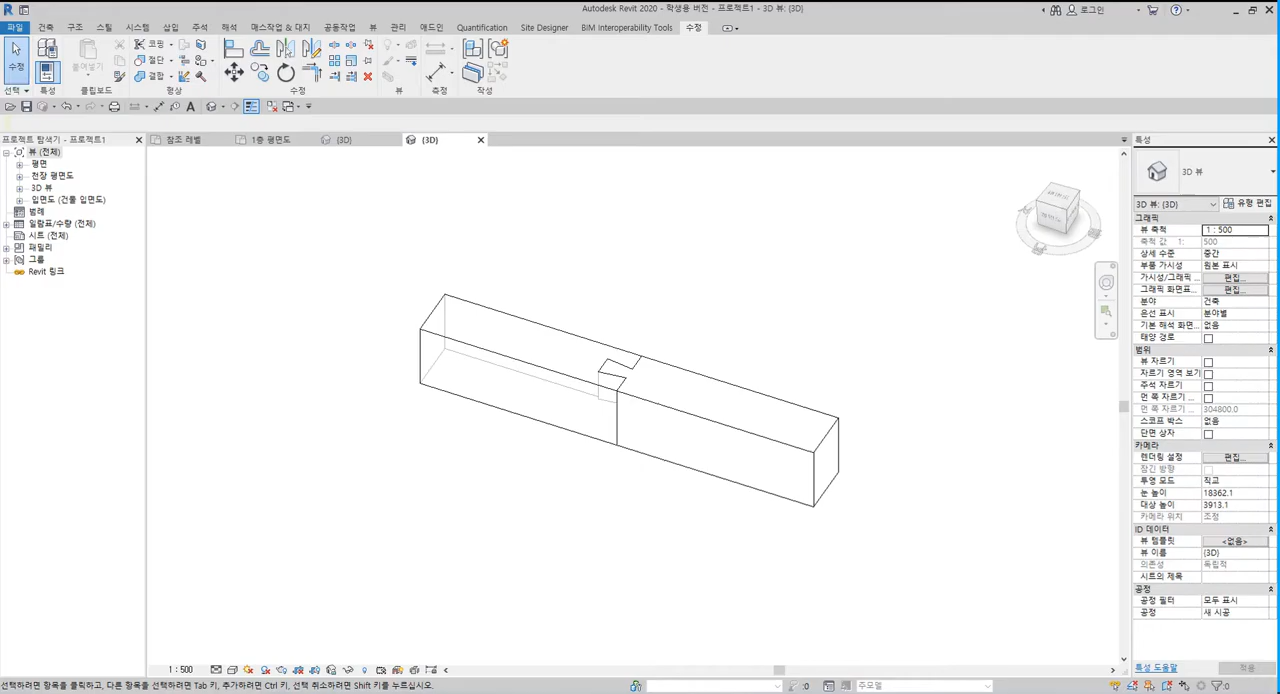 Autodesk Revit 2020 - 학생용 버전 - 프로젝트1 - 3D 뷰: {3D}
로그인
파일 건축 구조 스틸 시스템 삽입 주석 해석 매스작업 & 대지 공동작업 뷰 관리 애드인 Quantification Site Designer BIM Interoperability Tools 수정
수정
붙여넣기
코핑
절단
결합
선택 특성 클립보드 형상 수정 뷰 측정 작성
프로젝트 탐색기 - 프로젝트1
참조 레벨 1층 평면도 {3D} {3D}
뷰 (전체)
평면
천장 평면도
3D 뷰
입면도 (건물 입면도)
범례
일람표/수량 (전체)
시트 (전체)
패밀리
그룹
Revit 링크
특성
3D 뷰
3D 뷰: {3D} 유형 편집
그래픽
뷰 축척 1 : 500
축척 값 1: 500
상세 수준 중간
부품 가시성 원본 표시
가시성/그래픽 ... 편집...
그래픽 화면표... 편집...
분야 건축
은선 표시 분야별
기본 해석 화면... 없음
태양 경로
범위
뷰 자르기
자르기 영역 보기
주석 자르기
먼 쪽 자르기 ...
먼 쪽 자르기 ... 304800.0
스코프 박스 없음
단면 상자
카메라
렌더링 설정 편집...
잠긴 방향
투영 모드 직교
눈 높이 18362.1
대상 높이 3913.1
카메라 위치 조정
ID 데이터
뷰 템플릿 <없음>
뷰 이름 {3D}
의존성 독립적
시트의 제목
공정
공정 필터 모두 표시
공정 새 시공
특성 도움말 적용
1 : 500
선택하려면 항목을 클릭하고, 다른 항목을 선택하려면 Tab 키, 추가하려면 Ctrl 키, 선택 취소하려면 Shift 키를 누르십시오.
:0 주모델 :0